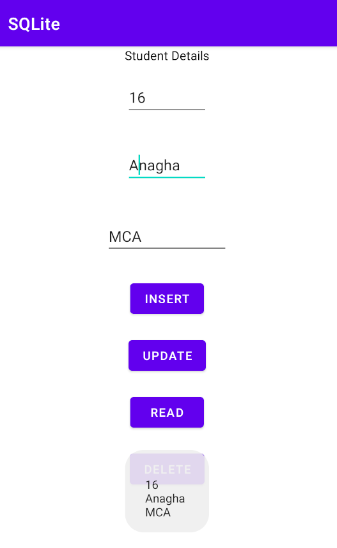 SQLite
Student Details
16
Anagha
MCA
INSERT
UPDATE
READ
DELETE
16
Anagha
MCA